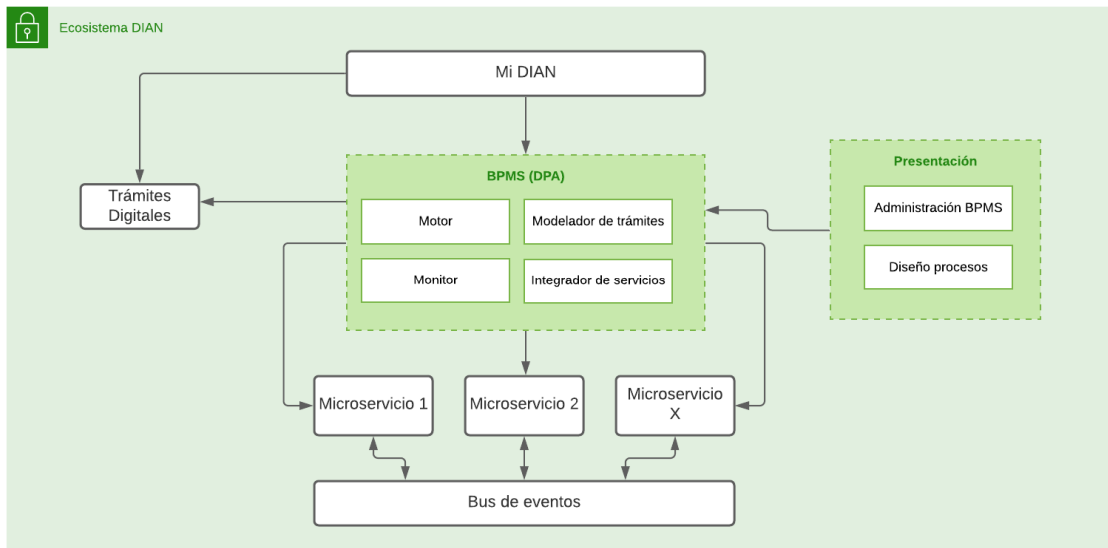 Ecosistema DIAN
Mi DIAN
Trámites
Digitales
BPMS (DPA)
Motor
Modelador de trámites
Monitor
Integrador de servicios
Presentación
Administración BPMS
Diseño procesos
Microservicio 1
Microservicio 2
Microservicio
X
Bus de eventos